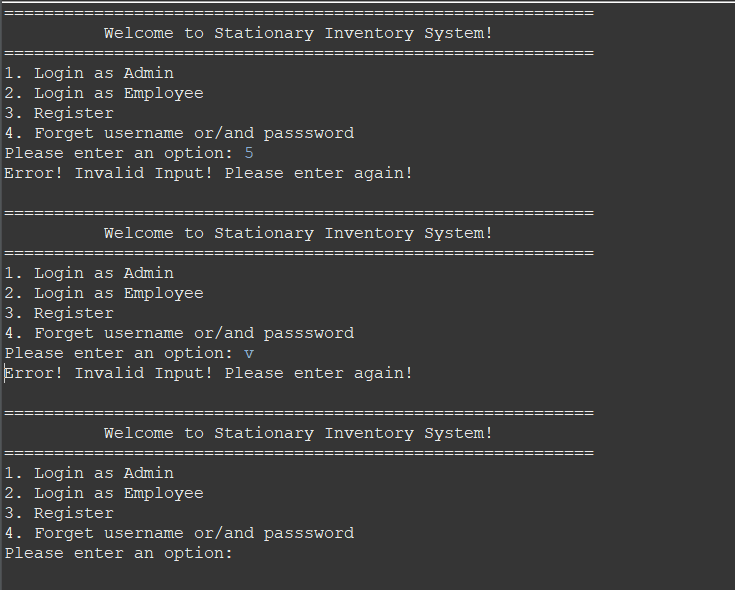 ===========================================================
Welcome to Stationary Inventory System!
===========================================================
1. Login as Admin
2. Login as Employee
3. Register
4. Forget username or/and passsword
Please enter an option: 5
Error! Invalid Input! Please enter again!
===========================================================
Welcome to Stationary Inventory System!
===========================================================
1. Login as Admin
2. Login as Employee
3. Register
4. Forget username or/and passsword
Please enter an option: v
Error! Invalid Input! Please enter again!
===========================================================
Welcome to Stationary Inventory System!
===========================================================
1. Login as Admin
2. Login as Employee
3. Register
4. Forget username or/and passsword
Please enter an option: